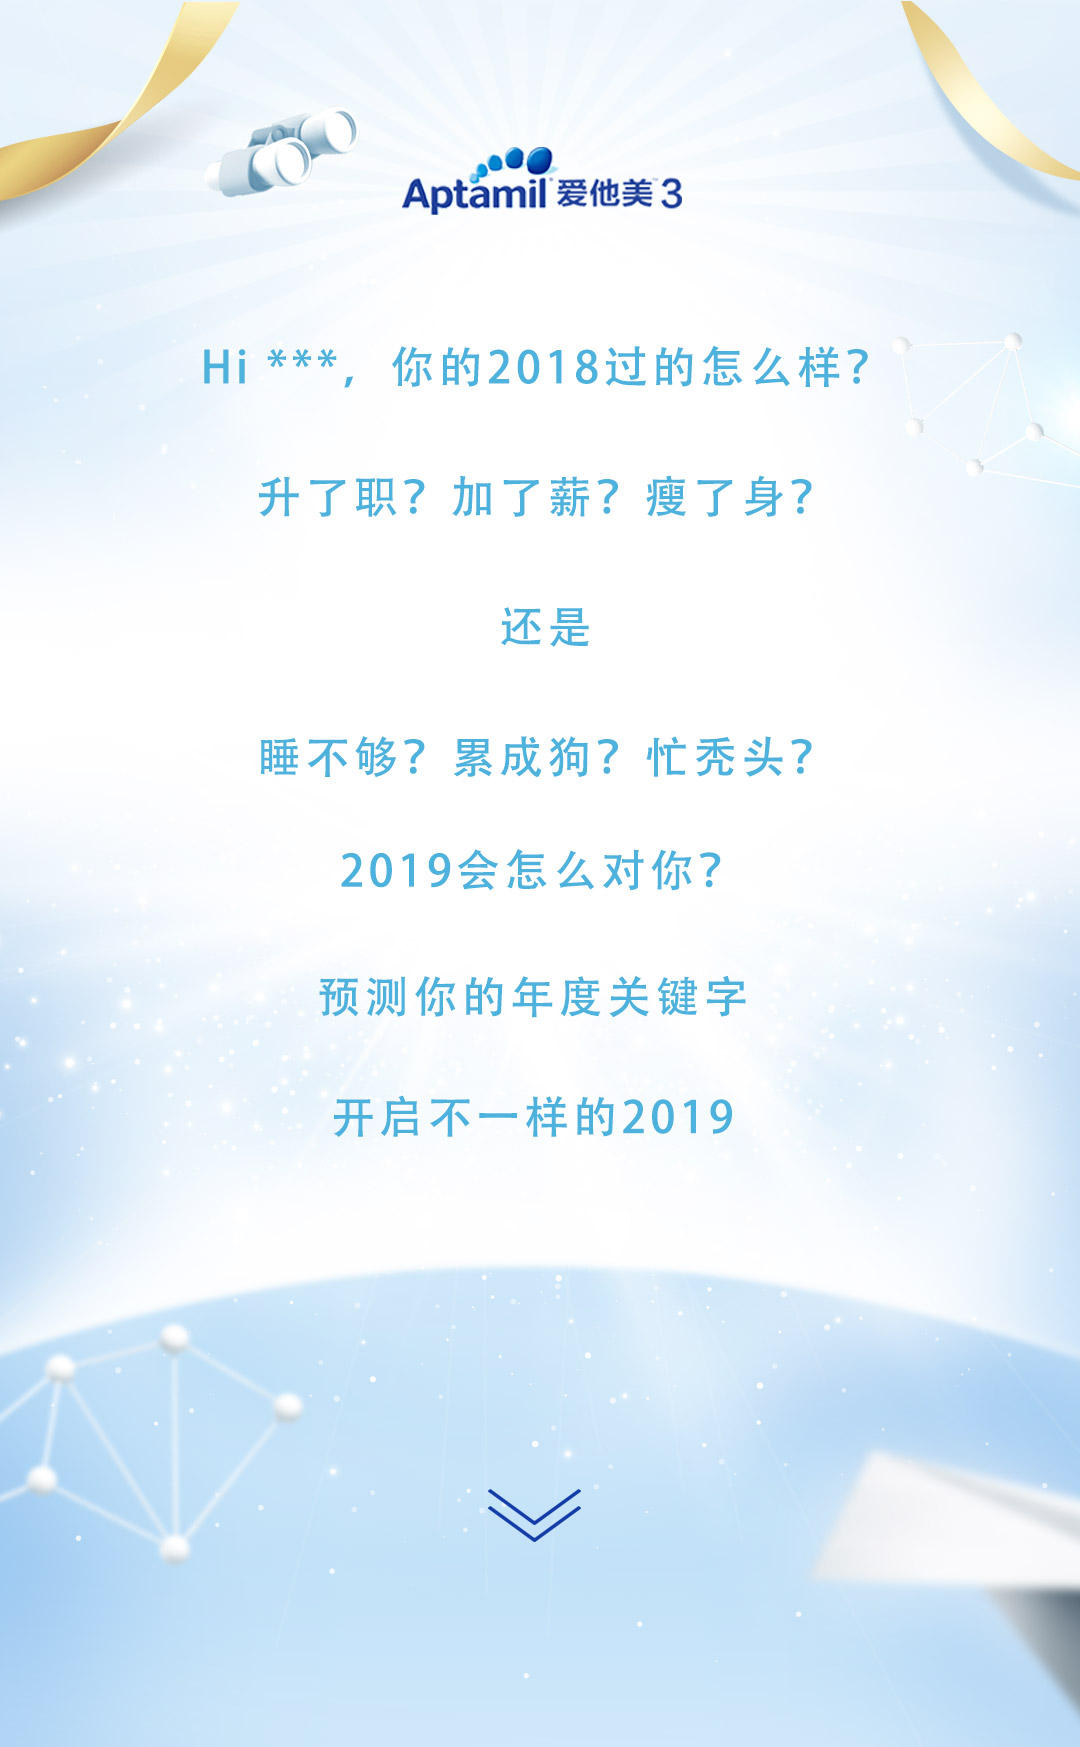 Aptamil 爱他美 3
Hi ***，你的2018过的怎么样？
升了职？加了薪？瘦了身？
还是
睡不够？累成狗？忙秃头？
2019会怎么对你？
预测你的年度关键字
开启不一样的2019